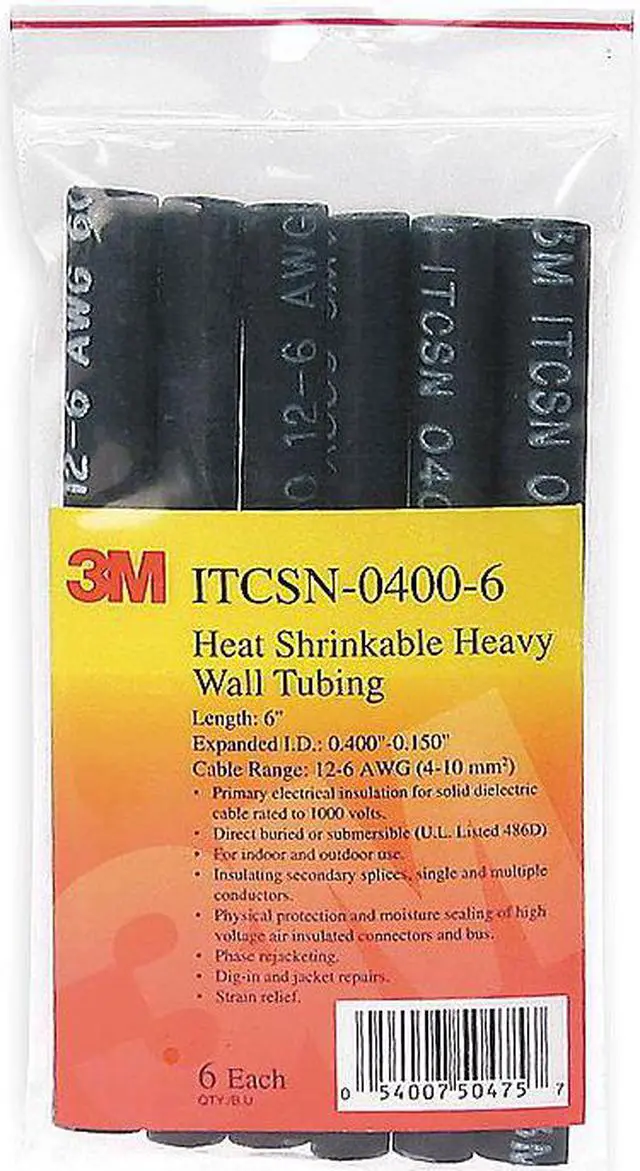 12-6 AWG 60
0 12-6 AWG
ITCSN 040
3M ITCSN 0
3M ITCSN-0400-6
Heat Shrinkable Heavy
Wall Tubing
Length: 6"
Expanded I.D.: 0.400"-0.150"
Cable Range: 12-6 AWG (4-10 mm²)
• Primary electrical insulation for solid dielectric
cable rated to 1000 volts.
• Direct buried or submersible (U.L. Listed 486D)
• For indoor and outdoor use.
• Insulating secondary splices, single and multiple
conductors.
• Physical protection and moisture sealing of high
voltage air insulated connectors and bus.
• Phase rejacketing.
• Dig-in and jacket repairs.
• Strain relief.
6 Each
QTY./B.U.
0 54007 50475 7